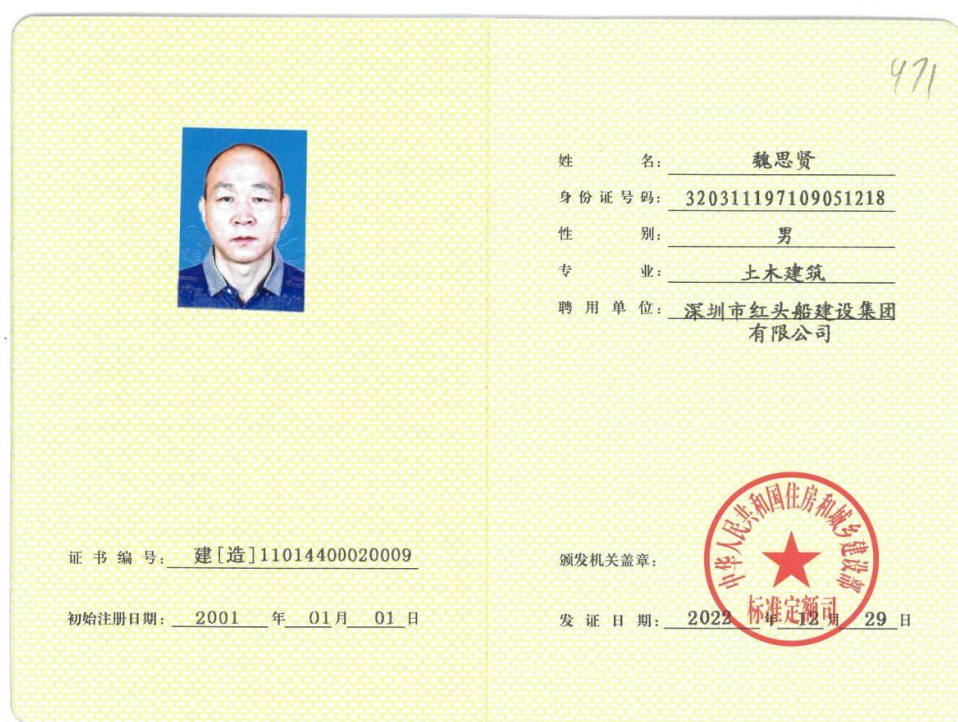 471
姓 名: 魏思贤
身份证号码: 320311197109051218
性 别: 男
专 业: 土木建筑
聘用单位: 深圳市红头船建设集团
有限公司
证书编号: 建[造]11014400020009
初始注册日期: 2001 年 01 月 01 日
颁发机关盖章:
中华人民共和国住房和城乡建设部
标准定额司
发证日期: 2022 年 12 月 29 日